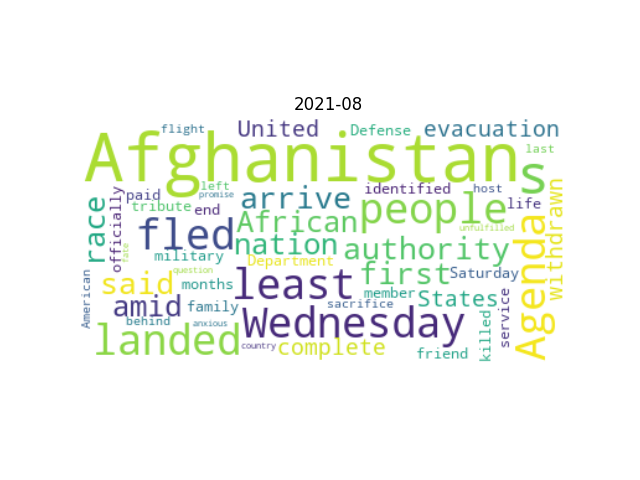 2021-08
flight United Defense evacuation
last
Afghanistan
s
officially paid left promise identified host life
race tribute end arrive people withdrawn
fled African unfulfilled
nation authority Agenda
military Department
fate question said months least first Saturday
American amid family member States
sacrifice
behind anxious Wednesday killed service
landed country complete friend